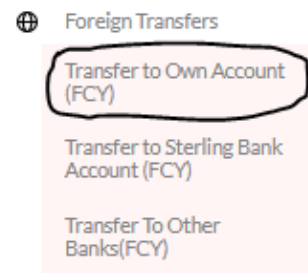 Foreign Transfers
Transfer to Own Account
(FCY)
Transfer to Sterling Bank
Account (FCY)
Transfer To Other
Banks(FCY)